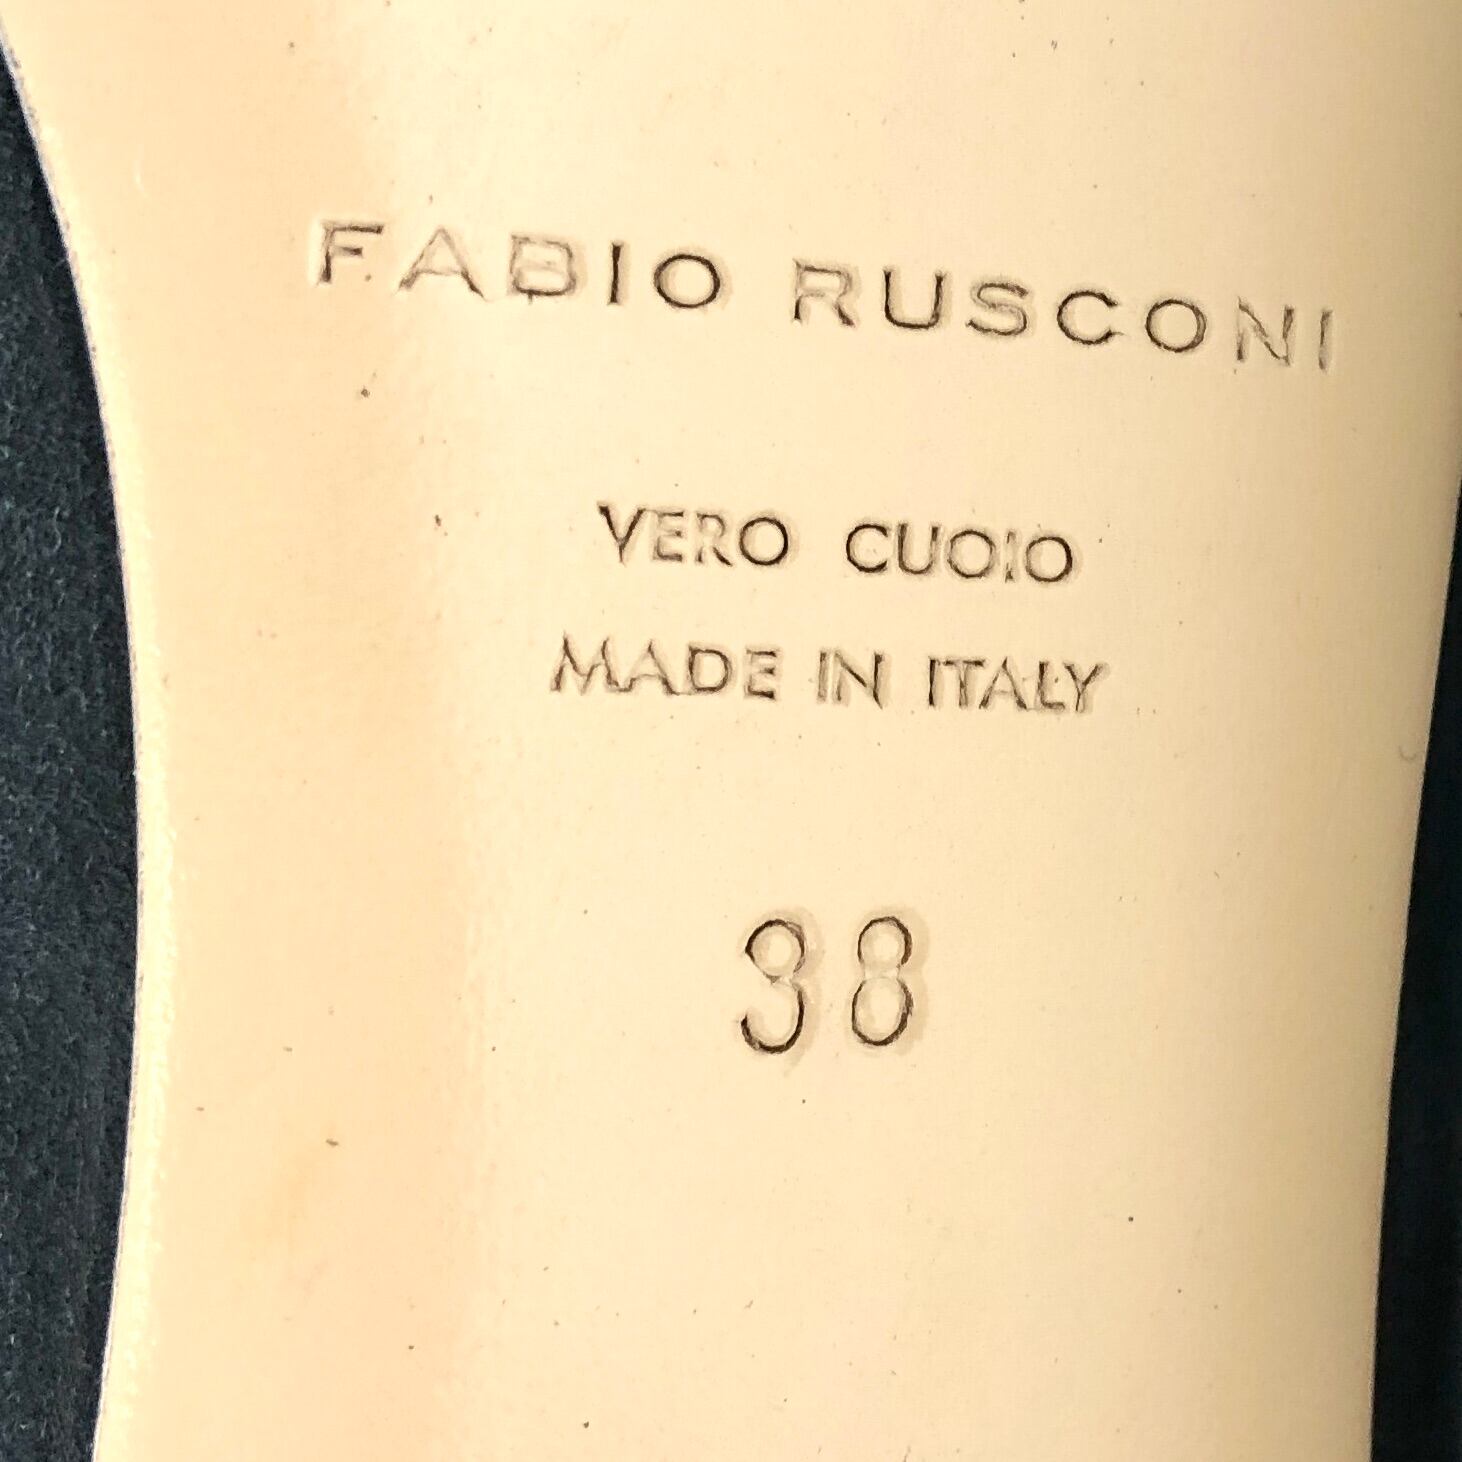 FABIO RUSCONI
VERO CUOIO
MADE IN ITALY
38